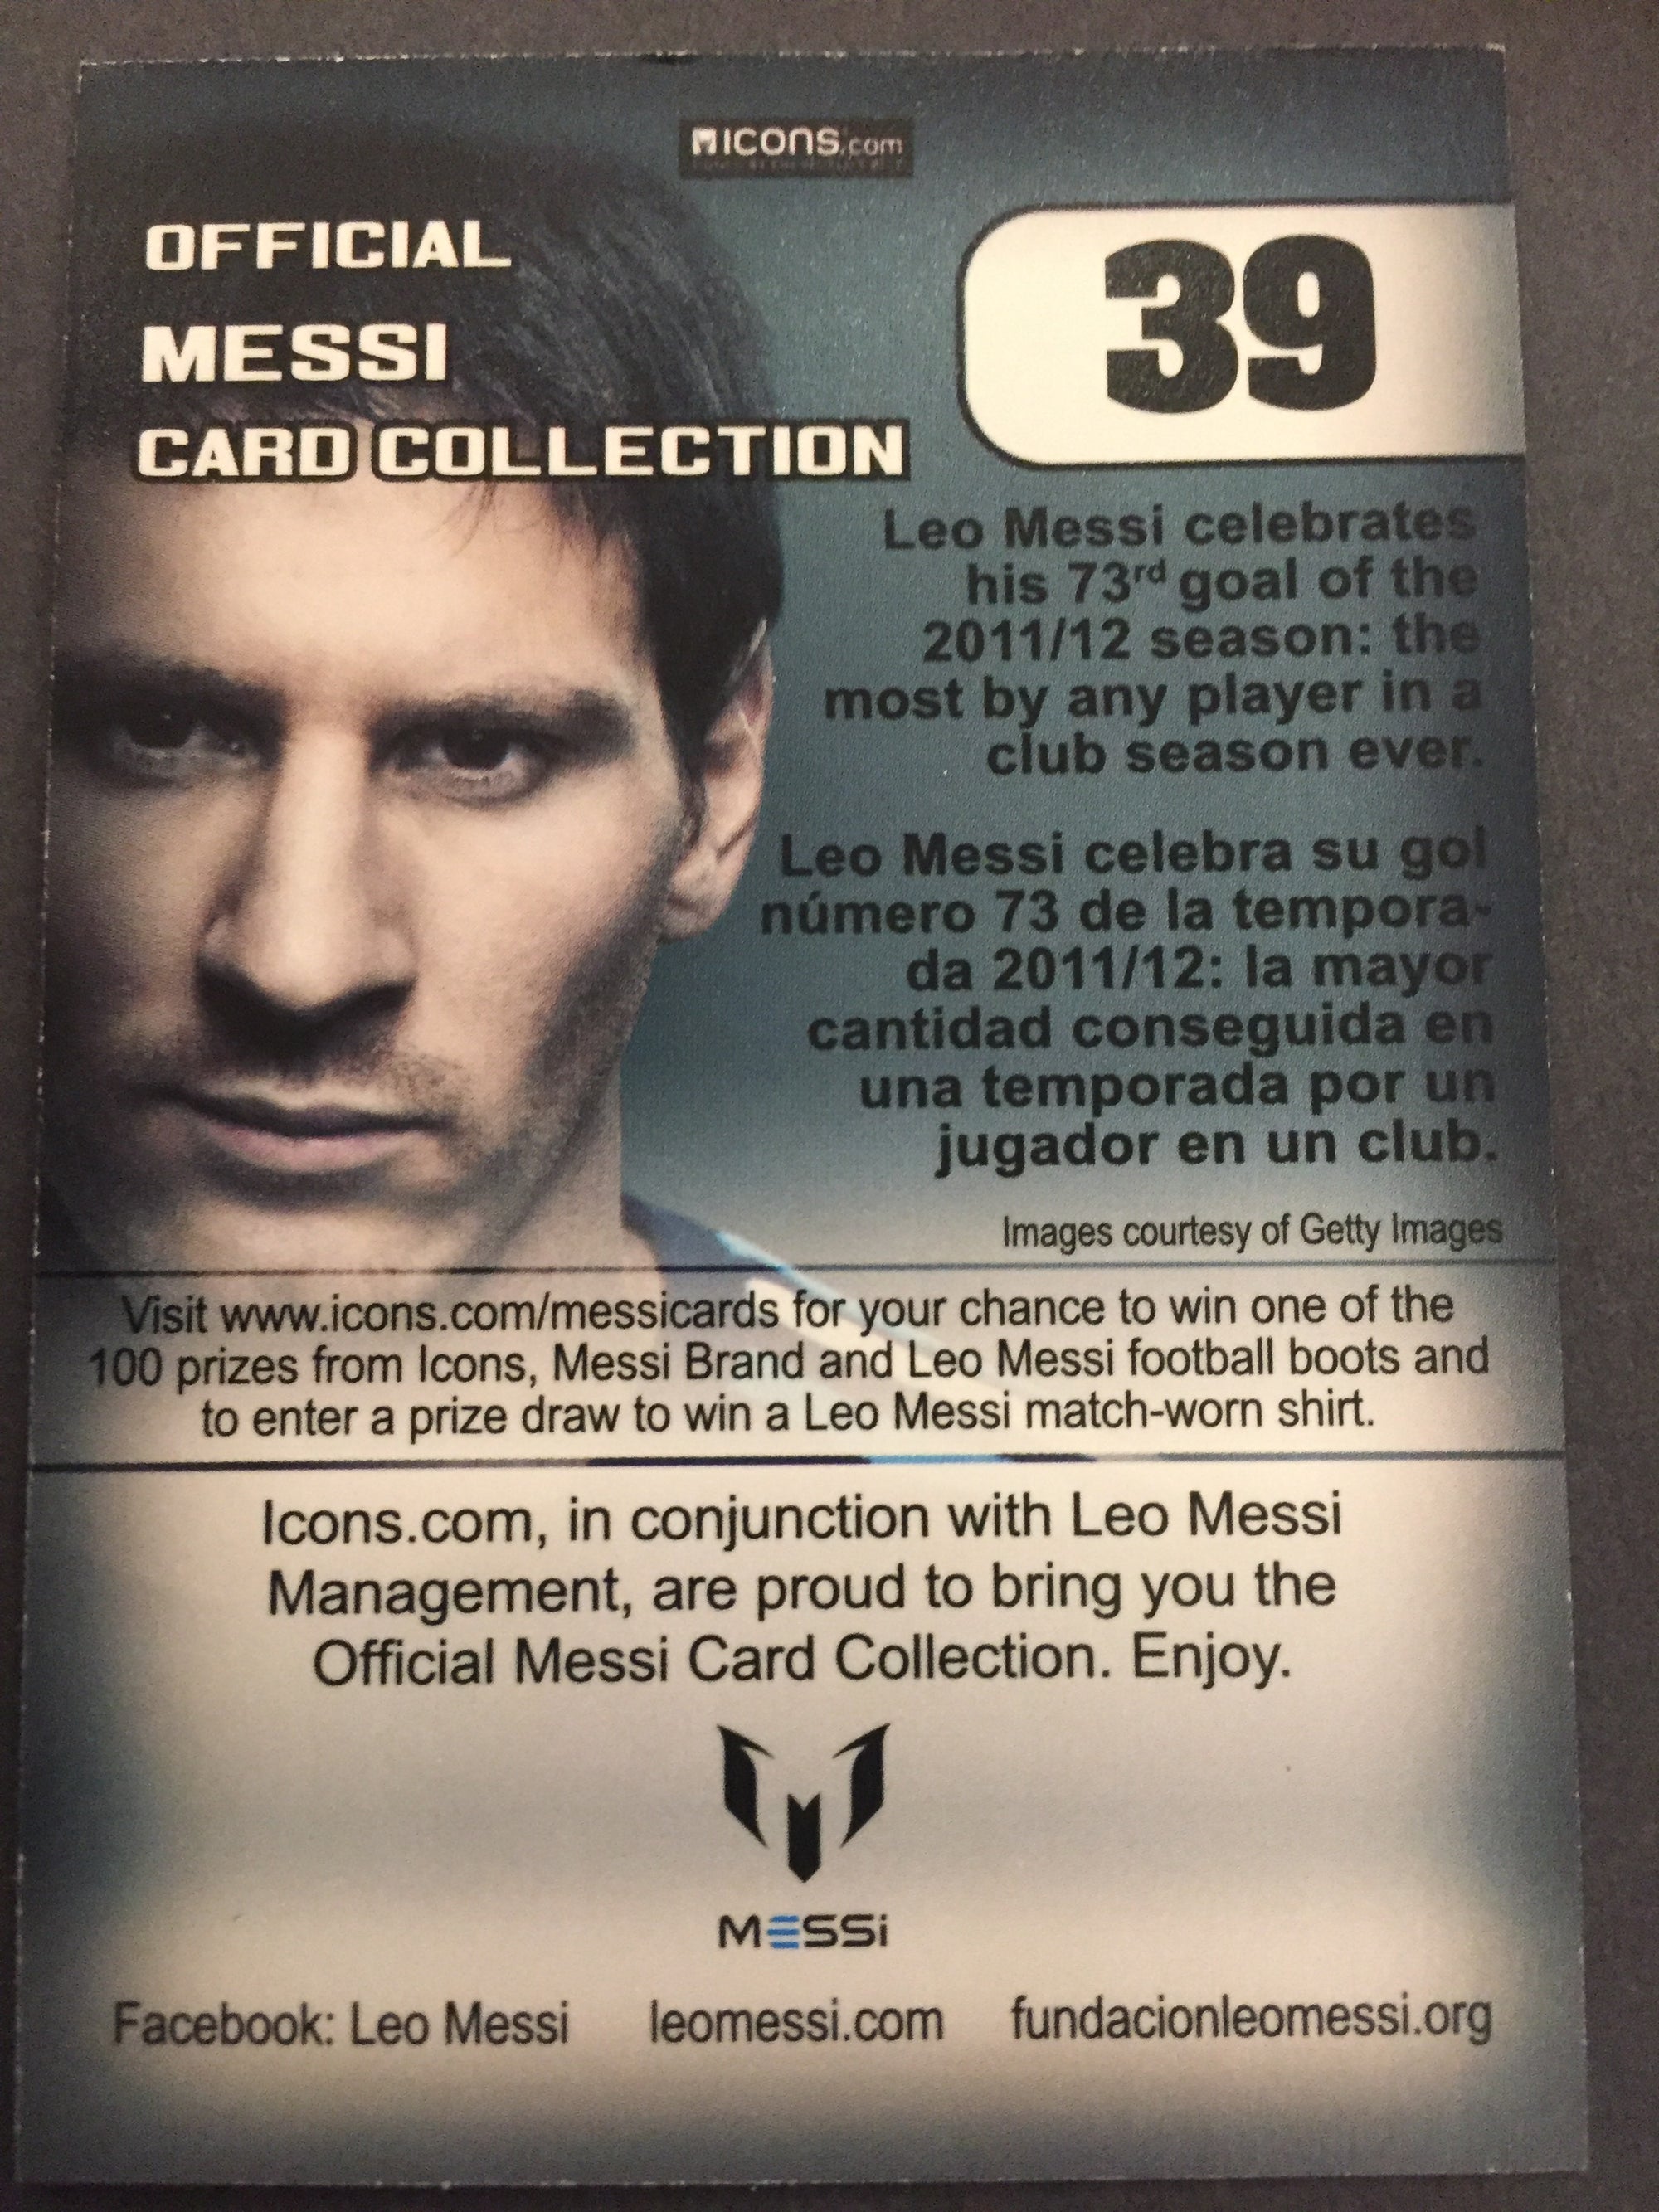 ICONS.com
OFFICIAL
MESSI
CARD COLLECTION
39
Leo Messi celebrates
his 73rd goal of the
2011/12 season: the
most by any player in a
club season ever.
Leo Messi celebra su gol
número 73 de la tempora-
da 2011/12: la mayor
cantidad conseguida en
una temporada por un
jugador en un club.
Images courtesy of Getty Images
Visit www.icons.com/messicards for your chance to win one of the
100 prizes from Icons, Messi Brand and Leo Messi football boots and
to enter a prize draw to win a Leo Messi match-worn shirt.
Icons.com, in conjunction with Leo Messi
Management, are proud to bring you the
Official Messi Card Collection. Enjoy.
MESSi
Facebook: Leo Messi leomessi.com fundacionleomessi.org